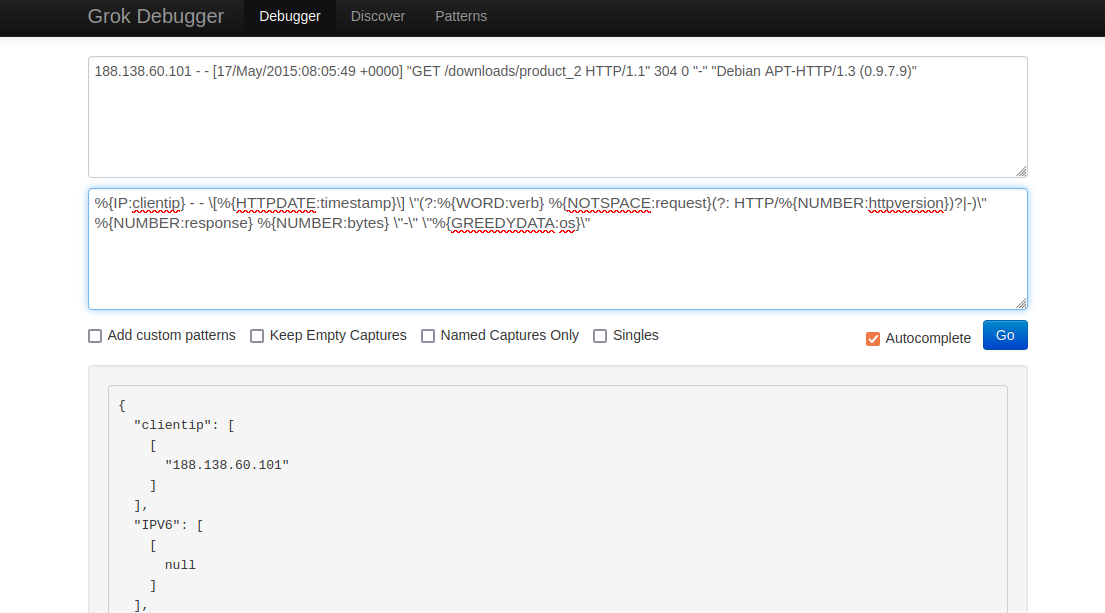 Grok Debugger Debugger Discover Patterns
188.138.60.101 - - [17/May/2015:08:05:49 +0000] "GET /downloads/product_2 HTTP/1.1" 304 0 "-" "Debian APT-HTTP/1.3 (0.9.7.9)"
%{IP:clientip} - - \[%{HTTPDATE:timestamp}\] \"(?:%{WORD:verb} %{NOTSPACE:request}(?: HTTP/%{NUMBER:httpversion})?|-)\"
%{NUMBER:response} %{NUMBER:bytes} \"-\" \"%{GREEDYDATA:os}\"
Add custom patterns Keep Empty Captures Named Captures Only Singles Autocomplete Go
{
"clientip": [
[
"188.138.60.101"
]
],
"IPV6": [
[
null
]
],